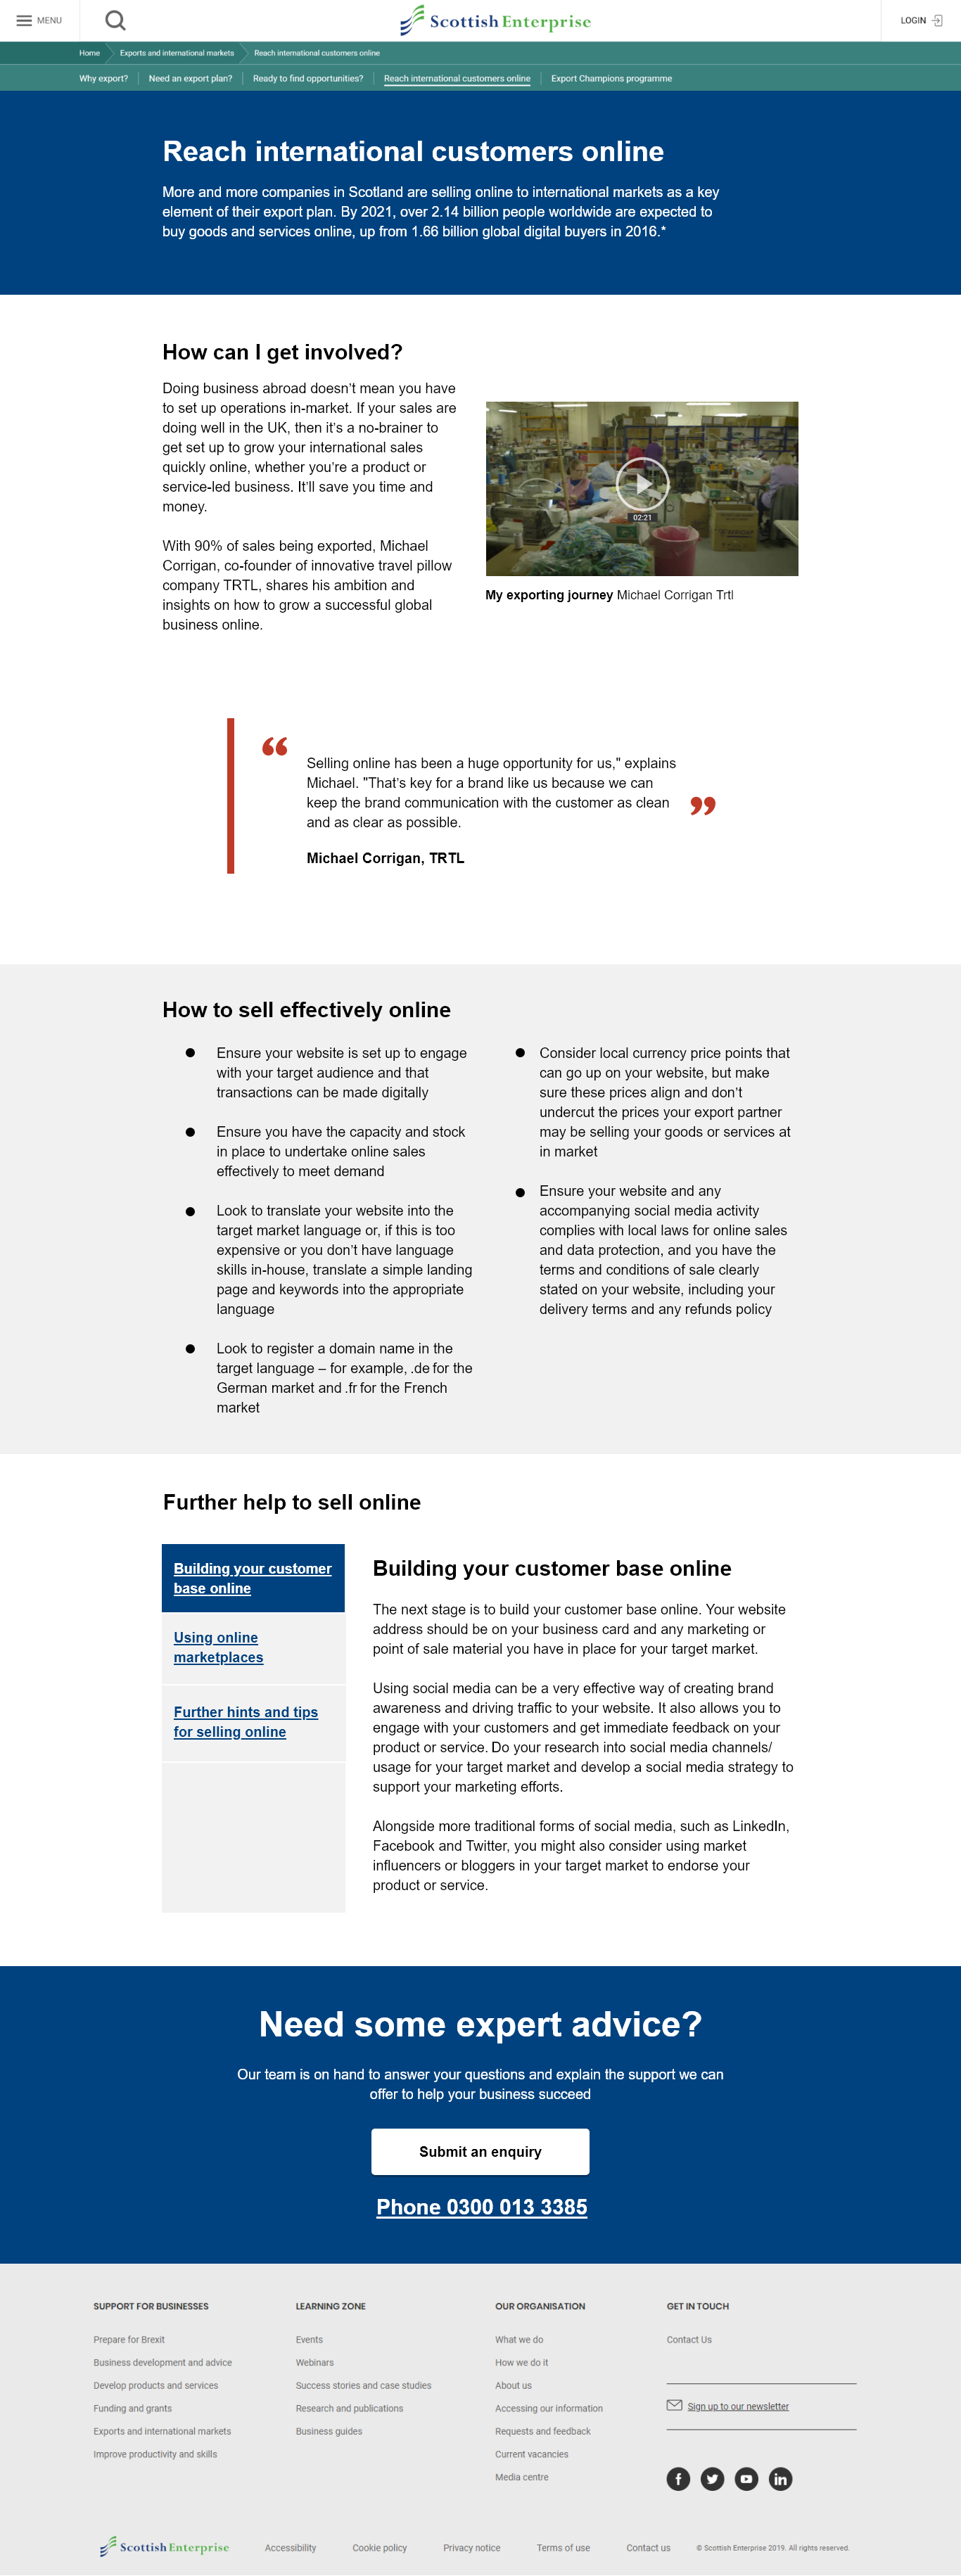 MENU
Scottish Enterprise
LOGIN
Home
Exports and international markets
Reach international customers online
Why export?
Need an export plan?
Ready to find opportunities?
Reach international customers online
Export Champions programme
Reach international customers online
More and more companies in Scotland are selling online to international markets as a key
element of their export plan. By 2021, over 2.14 billion people worldwide are expected to
buy goods and services online, up from 1.66 billion global digital buyers in 2016.*
How can I get involved?
Doing business abroad doesn’t mean you have
to set up operations in-market. If your sales are
doing well in the UK, then it’s a no-brainer to
get set up to grow your international sales
quickly online, whether you’re a product or
service-led business. It’ll save you time and
money.
With 90% of sales being exported, Michael
Corrigan, co-founder of innovative travel pillow
company TRTL, shares his ambition and
insights on how to grow a successful global
business online.
02:21
My exporting journey Michael Corrigan Trtl
“
Selling online has been a huge opportunity for us," explains
Michael. "That’s key for a brand like us because we can
keep the brand communication with the customer as clean
and as clear as possible.
”
Michael Corrigan, TRTL
How to sell effectively online
● Ensure your website is set up to engage
with your target audience and that
transactions can be made digitally
● Ensure you have the capacity and stock
in place to undertake online sales
effectively to meet demand
● Look to translate your website into the
target market language or, if this is too
expensive or you don’t have language
skills in-house, translate a simple landing
page and keywords into the appropriate
language
● Look to register a domain name in the
target language – for example, .de for the
German market and .fr for the French
market
● Consider local currency price points that
can go up on your website, but make
sure these prices align and don’t
undercut the prices your export partner
may be selling your goods or services at
in market
● Ensure your website and any
accompanying social media activity
complies with local laws for online sales
and data protection, and you have the
terms and conditions of sale clearly
stated on your website, including your
delivery terms and any refunds policy
Further help to sell online
Building your customer
base online
Using online
marketplaces
Further hints and tips
for selling online
Building your customer base online
The next stage is to build your customer base online. Your website
address should be on your business card and any marketing or
point of sale material you have in place for your target market.
Using social media can be a very effective way of creating brand
awareness and driving traffic to your website. It also allows you to
engage with your customers and get immediate feedback on your
product or service. Do your research into social media channels/
usage for your target market and develop a social media strategy to
support your marketing efforts.
Alongside more traditional forms of social media, such as LinkedIn,
Facebook and Twitter, you might also consider using market
influencers or bloggers in your target market to endorse your
product or service.
Need some expert advice?
Our team is on hand to answer your questions and explain the support we can
offer to help your business succeed
Submit an enquiry
Phone 0300 013 3385
SUPPORT FOR BUSINESSES
Prepare for Brexit
Business development and advice
Develop products and services
Funding and grants
Exports and international markets
Improve productivity and skills
LEARNING ZONE
Events
Webinars
Success stories and case studies
Research and publications
Business guides
OUR ORGANISATION
What we do
How we do it
About us
Accessing our information
Requests and feedback
Current vacancies
Media centre
GET IN TOUCH
Contact Us
Sign up to our newsletter
Scottish Enterprise
Accessibility
Cookie policy
Privacy notice
Terms of use
Contact us
© Scottish Enterprise 2019. All rights reserved.